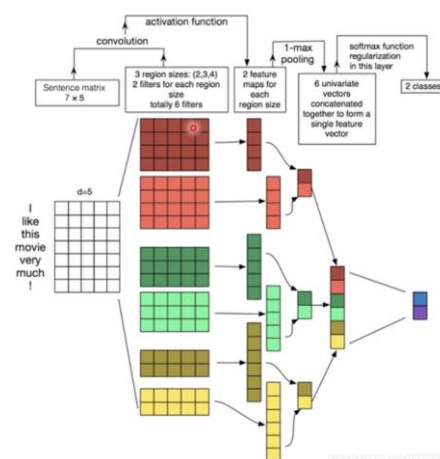 activation function
convolution
1-max
pooling
softmax function
regularization
in this layer
Sentence matrix
7 × 5
3 region sizes: (2,3,4)
2 filters for each region
size
totally 6 filters
2 feature
maps for each
region size
6 univariate
vectors
concatenated
together to form a
single feature
vector
2 classes
d=5
I
like
this
movie
very
much
!